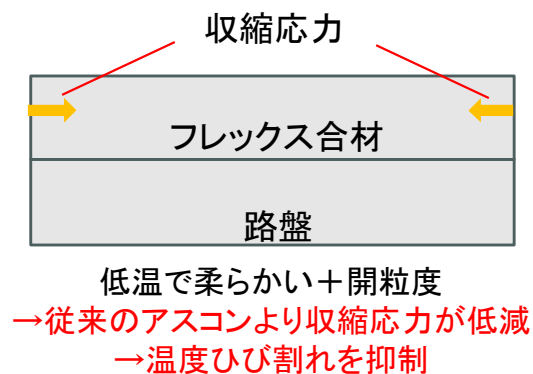 収縮応力
フレックス合材
路盤
低温で柔らかい＋開粒度
→従来のアスコンより収縮応力が低減
→温度ひび割れを抑制